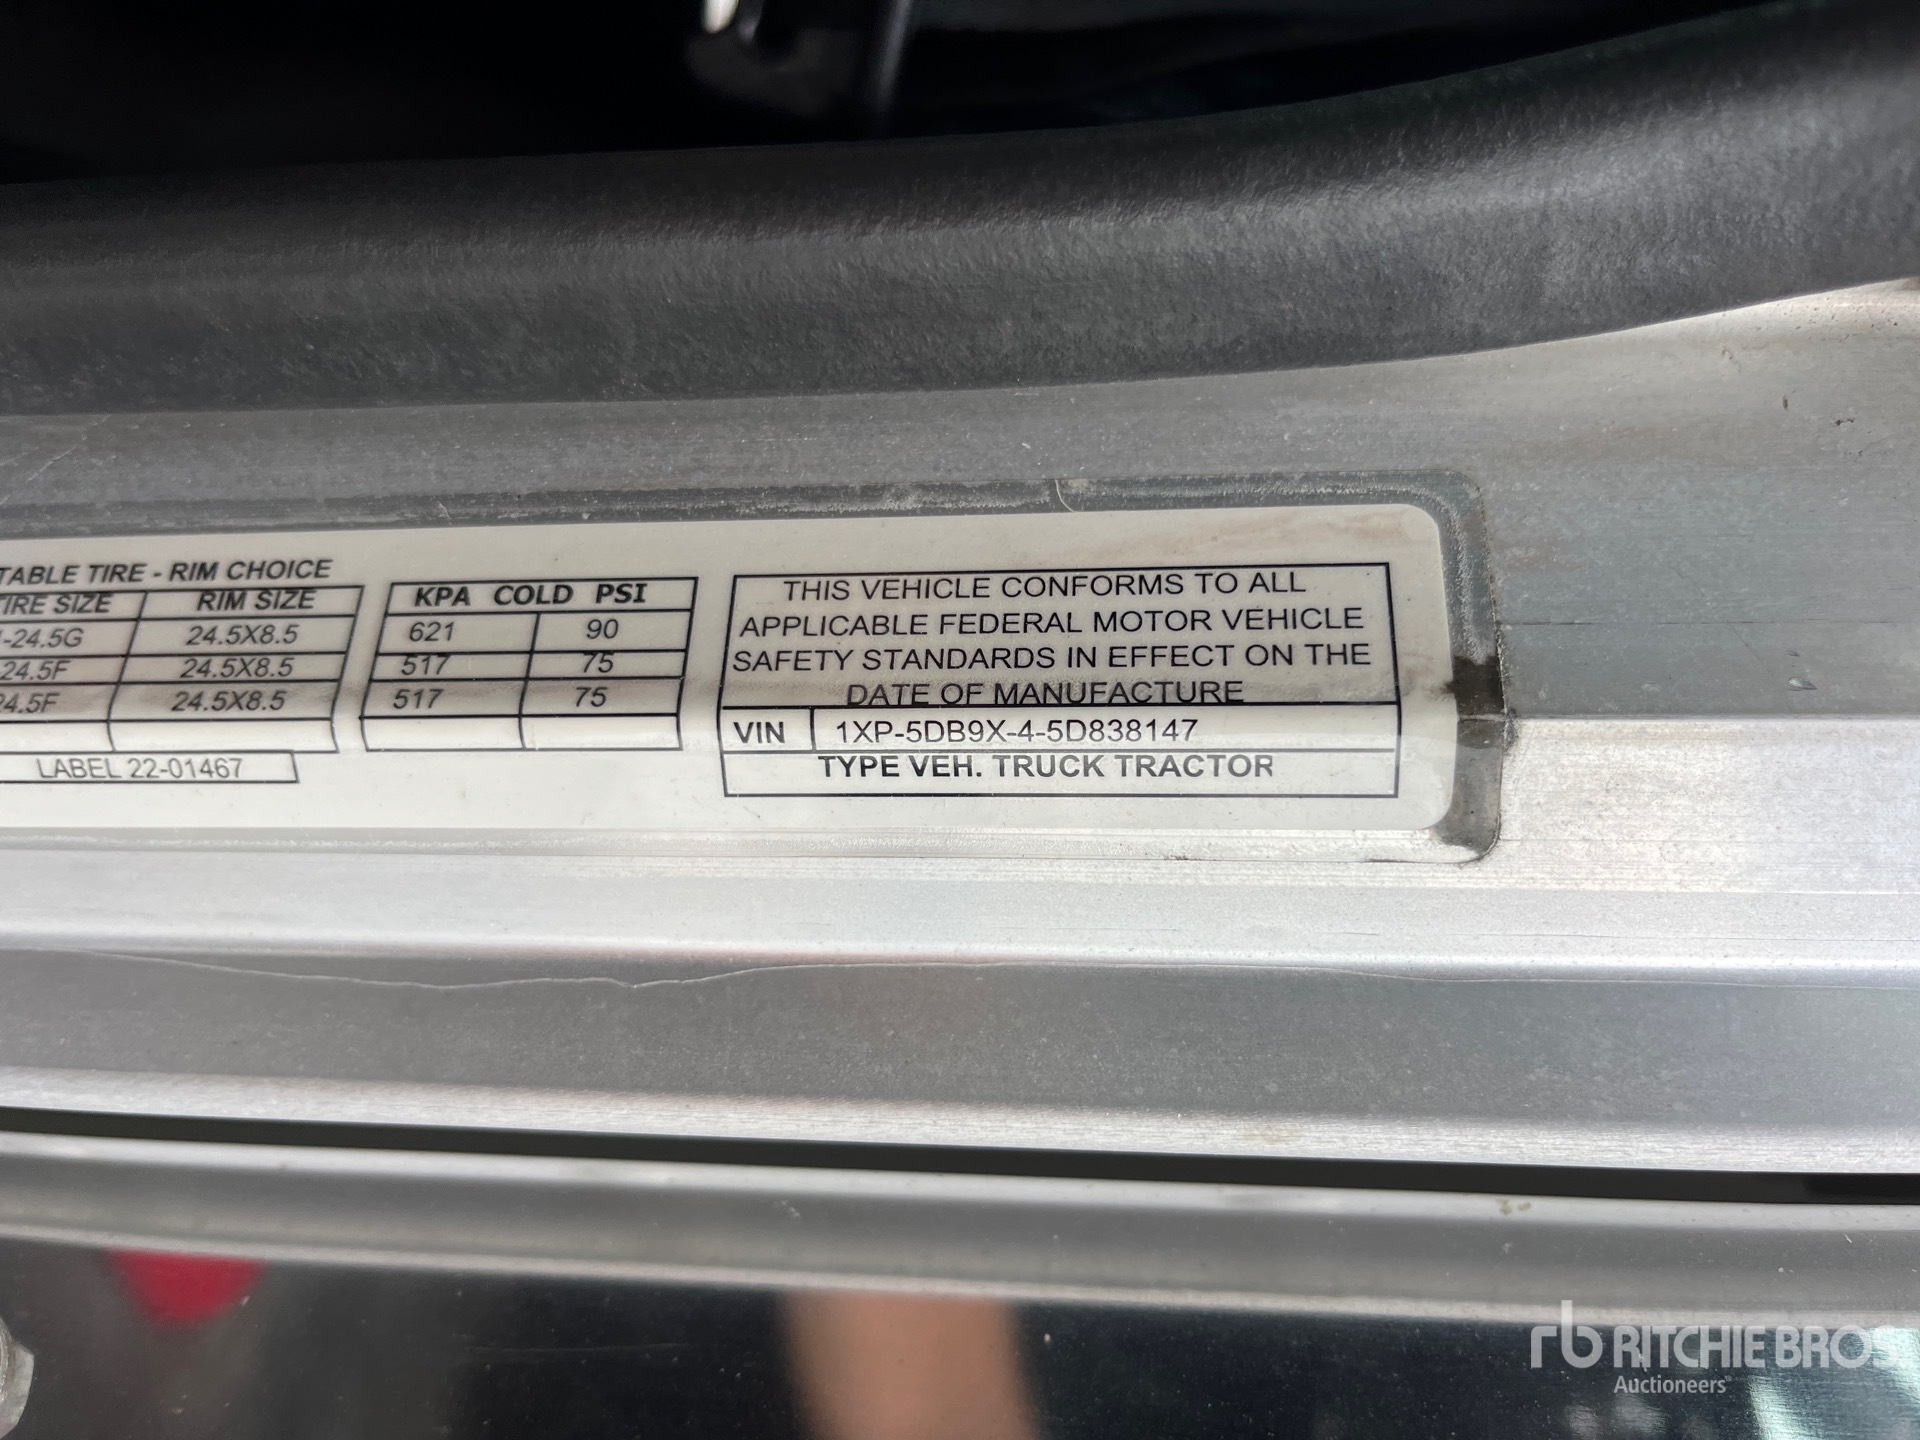 TABLE TIRE - RIM CHOICE
IRE SIZE RIM SIZE
-24.5G 24.5X8.5
24.5F 24.5X8.5
24.5F 24.5X8.5
LABEL 22-01467
KPA COLD PSI
621 90
517 75
517 75
THIS VEHICLE CONFORMS TO ALL
APPLICABLE FEDERAL MOTOR VEHICLE
SAFETY STANDARDS IN EFFECT ON THE
DATE OF MANUFACTURE
VIN 1XP-5DB9X-4-5D838147
TYPE VEH. TRUCK TRACTOR
rb RITCHIE BROS
Auctioneers